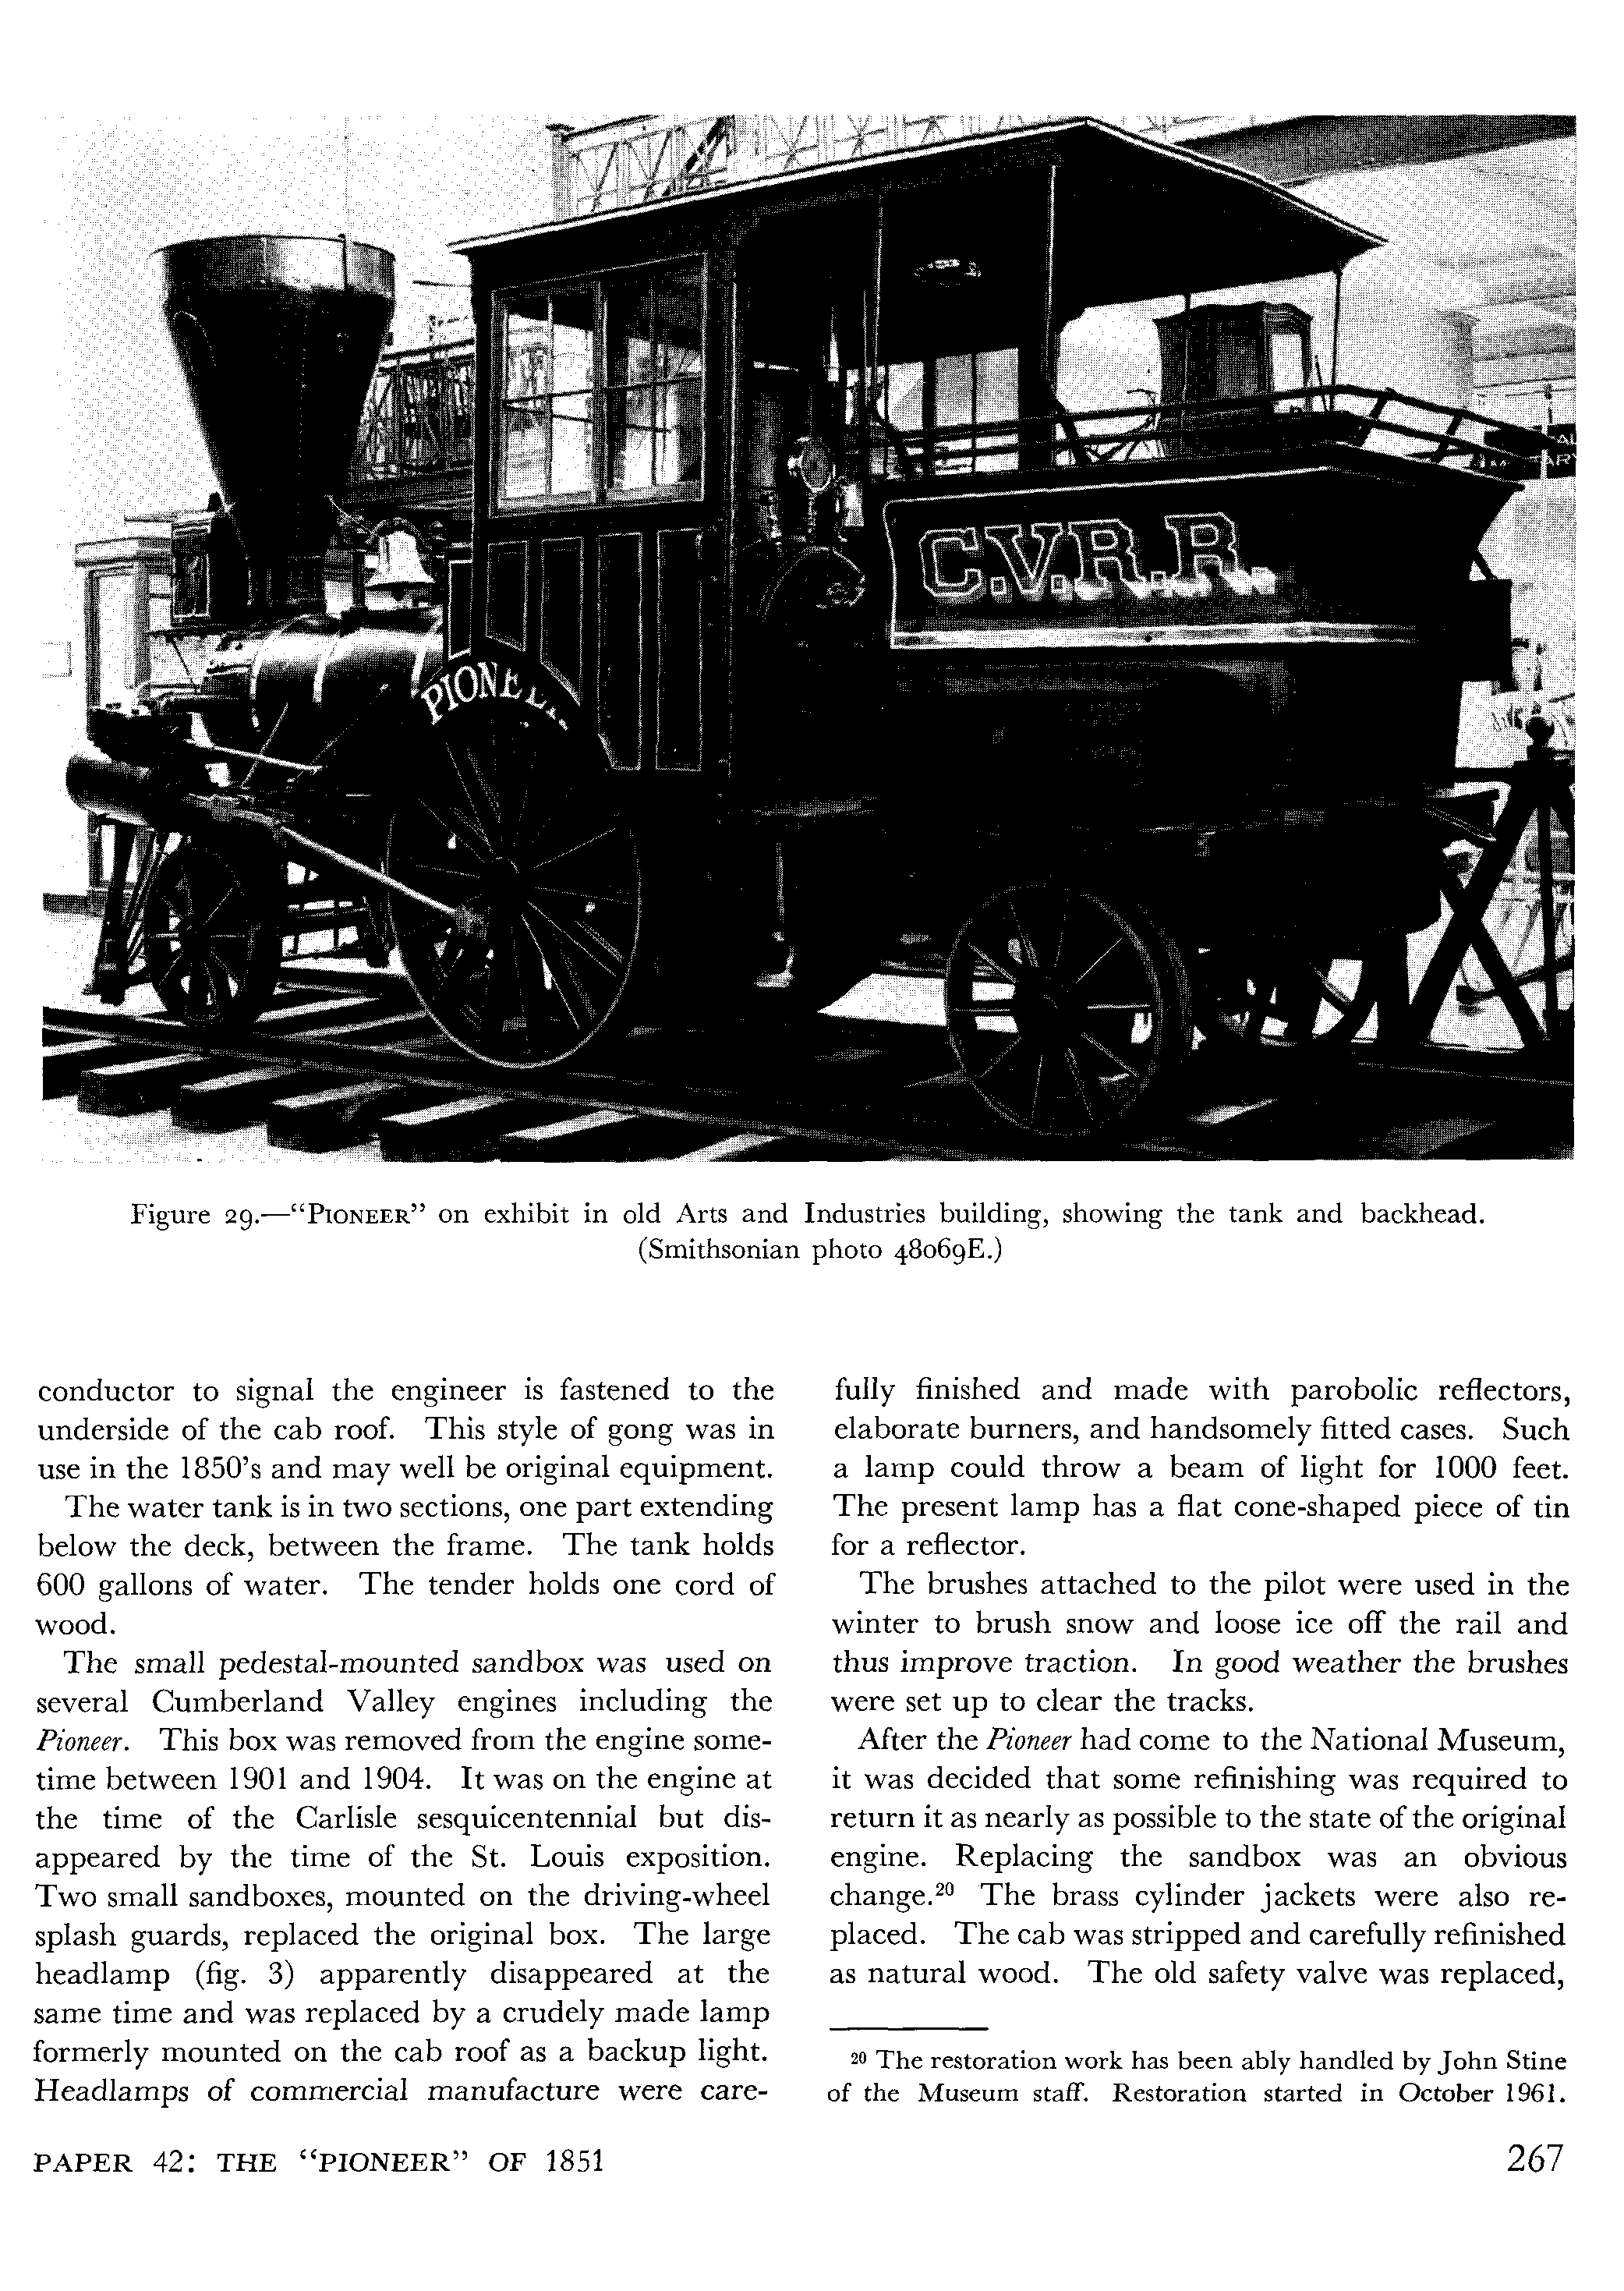 C.V.R.R.
PIONEER
Figure 29.—“PIONEER” on exhibit in old Arts and Industries building, showing the tank and backhead.
(Smithsonian photo 48069E.)
conductor to signal the engineer is fastened to the
underside of the cab roof. This style of gong was in
use in the 1850’s and may well be original equipment.
The water tank is in two sections, one part extending
below the deck, between the frame. The tank holds
600 gallons of water. The tender holds one cord of
wood.
The small pedestal-mounted sandbox was used on
several Cumberland Valley engines including the
Pioneer. This box was removed from the engine some-
time between 1901 and 1904. It was on the engine at
the time of the Carlisle sesquicentennial but dis-
appeared by the time of the St. Louis exposition.
Two small sandboxes, mounted on the driving-wheel
splash guards, replaced the original box. The large
headlamp (fig. 3) apparently disappeared at the
same time and was replaced by a crudely made lamp
formerly mounted on the cab roof as a backup light.
Headlamps of commercial manufacture were care-
fully finished and made with parobolic reflectors,
elaborate burners, and handsomely fitted cases. Such
a lamp could throw a beam of light for 1000 feet.
The present lamp has a flat cone-shaped piece of tin
for a reflector.
The brushes attached to the pilot were used in the
winter to brush snow and loose ice off the rail and
thus improve traction. In good weather the brushes
were set up to clear the tracks.
After the Pioneer had come to the National Museum,
it was decided that some refinishing was required to
return it as nearly as possible to the state of the original
engine. Replacing the sandbox was an obvious
change.20 The brass cylinder jackets were also re-
placed. The cab was stripped and carefully refinished
as natural wood. The old safety valve was replaced,
20 The restoration work has been ably handled by John Stine
of the Museum staff. Restoration started in October 1961.
PAPER 42: THE “PIONEER” OF 1851
267